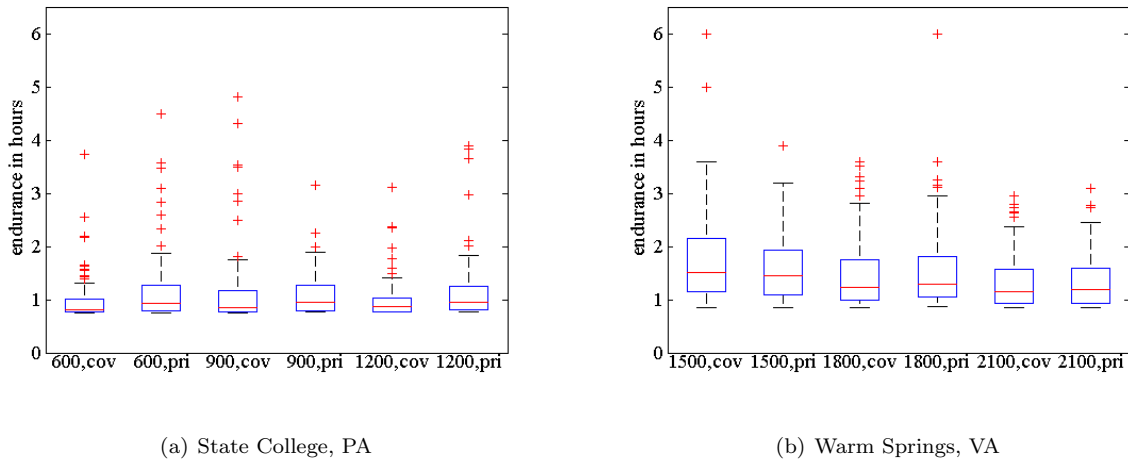 endurance in hours
6
5
4
3
2
1
0
600,cov 600,pri 900,cov 900,pri 1200,cov 1200,pri
(a) State College, PA
endurance in hours
6
5
4
3
2
1
0
1500,cov 1500,pri 1800,cov 1800,pri 2100,cov 2100,pri
(b) Warm Springs, VA